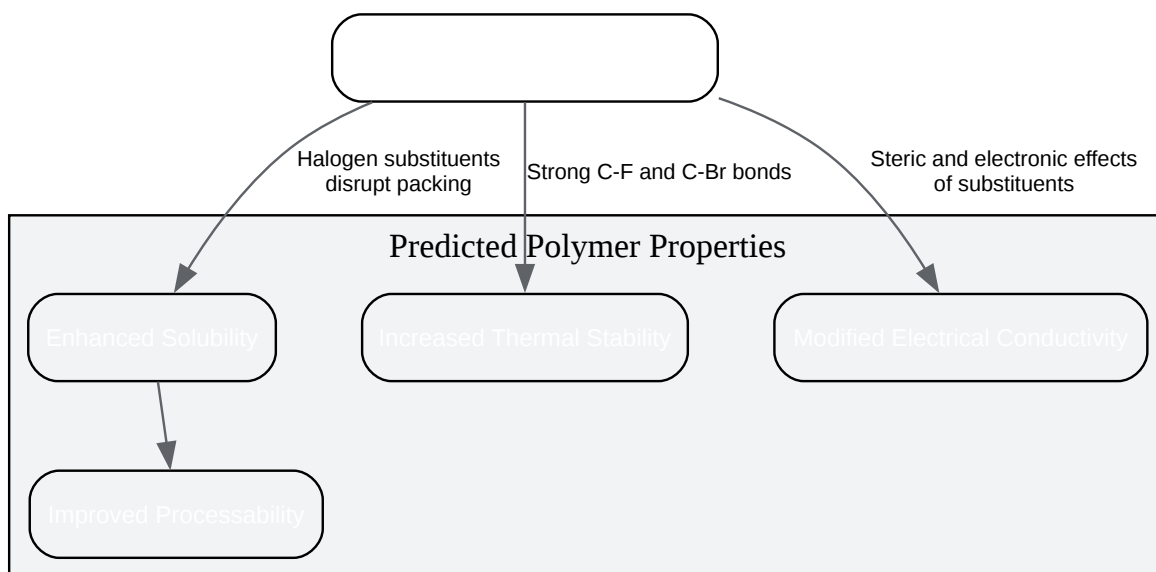 Halogen substituents
disrupt packing
Strong C-F and C-Br bonds
Steric and electronic effects
of substituents
Predicted Polymer Properties
Enhanced Solubility
Increased Thermal Stability
Modified Electrical Conductivity
Improved Processability